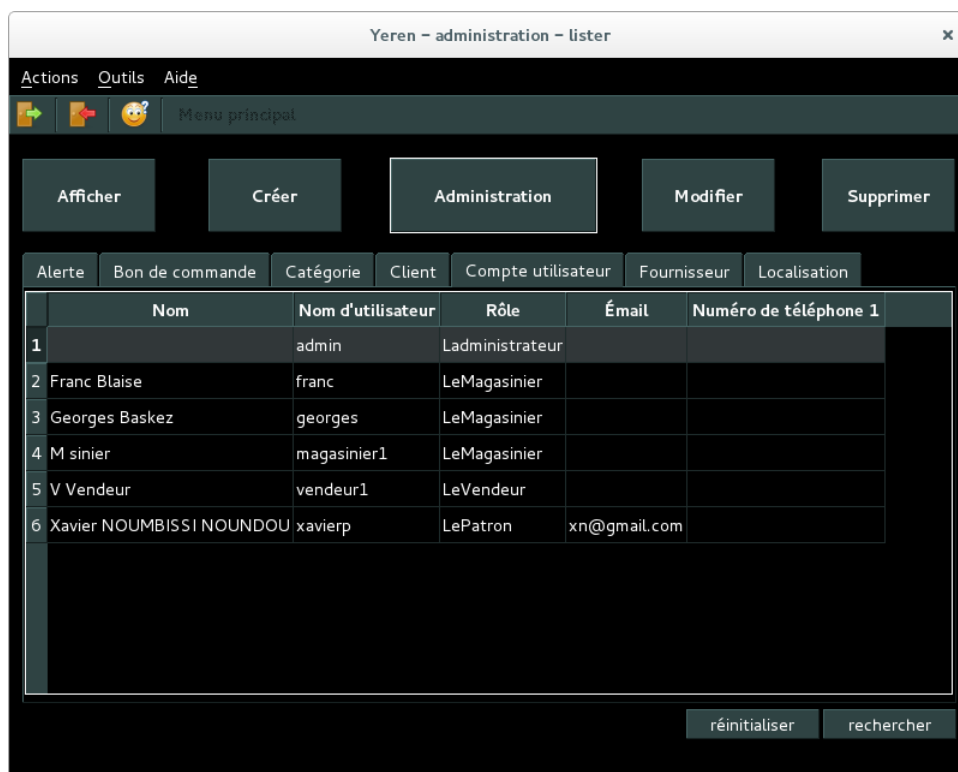 Yeren – administration – lister
Actions Outils Aide
Menu principal
Afficher Créer Administration Modifier Supprimer
Alerte Bon de commande Catégorie Client Compte utilisateur Fournisseur Localisation
Nom Nom d'utilisateur Rôle Émail Numéro de téléphone 1
1 admin Ladministrateur
2 Franc Blaise franc LeMagasinier
3 Georges Baskez georges LeMagasinier
4 M sinier magasinier1 LeMagasinier
5 V Vendeur vendeur1 LeVendeur
6 Xavier NOUMBISSI NOUNDOU xavierp LePatron xn@gmail.com
réinitialiser rechercher